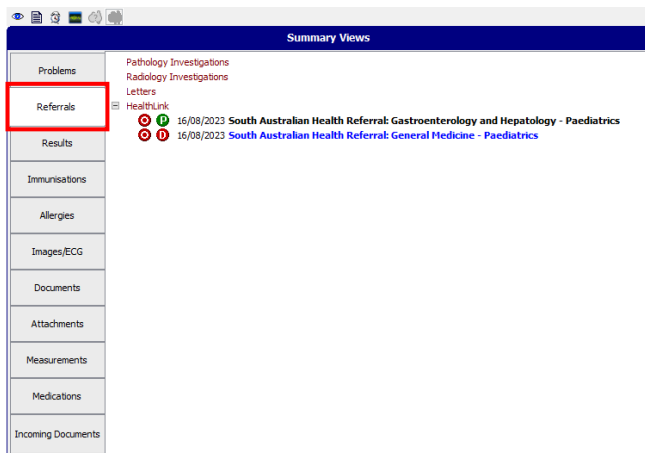 Summary Views
Problems
Referrals
Results
Immunisations
Allergies
Images/ECG
Documents
Attachments
Measurements
Medications
Incoming Documents
Pathology Investigations
Radiology Investigations
Letters
HealthLink
O P 16/08/2023 South Australian Health Referral: Gastroenterology and Hepatology - Paediatrics
O D 16/08/2023 South Australian Health Referral: General Medicine - Paediatrics